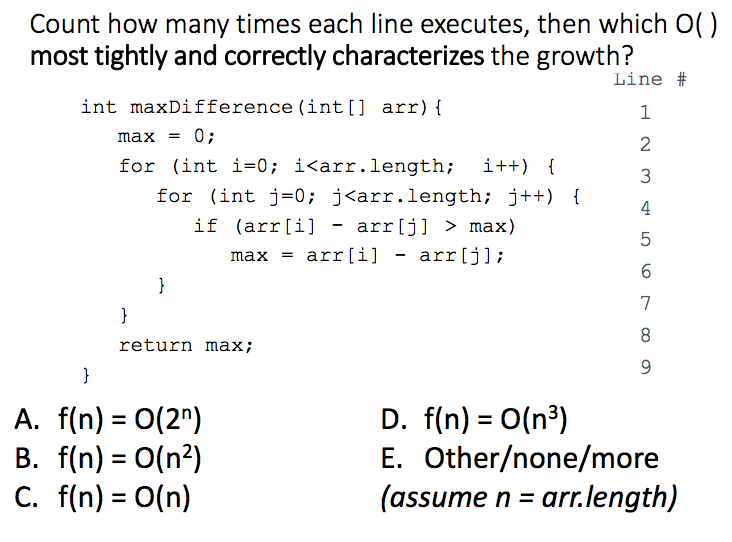 Count how many times each line executes, then which O( )
most tightly and correctly characterizes the growth?
Line #
int maxDifference(int[] arr){ 1
max = 0; 2
for (int i=0; i<arr.length; i++) { 3
for (int j=0; j<arr.length; j++) { 4
if (arr[i] - arr[j] > max) 5
max = arr[i] - arr[j]; 6
} 7
} 8
return max; 9
}
A. f(n) = O(2ⁿ)
B. f(n) = O(n²)
C. f(n) = O(n)
D. f(n) = O(n³)
E. Other/none/more
(assume n = arr.length)